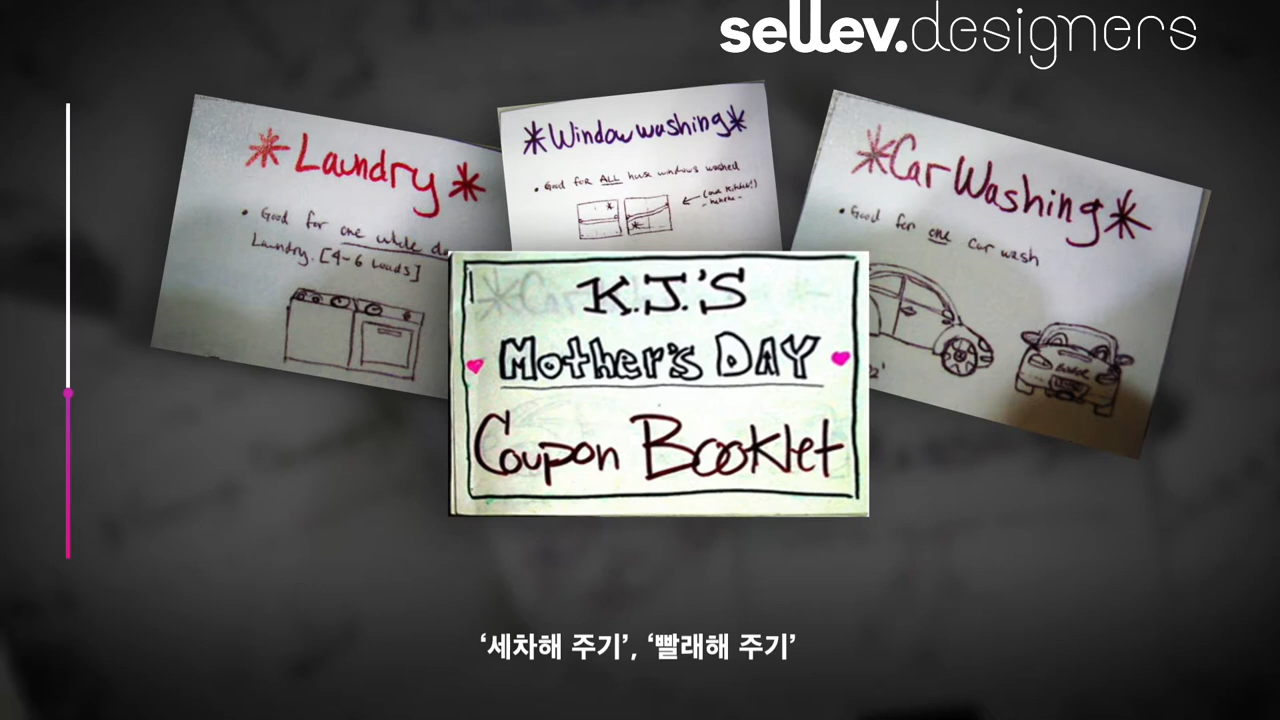 sellev.designers
*Laundry*
• Good for one whole
Laundry. [4-6 loads]
*Window washing*
• Good for ALL house windows washed
*Car Washing*
• Good for one car wash
K.J.'S
Mother's DAY
Coupon Booklet
‘세차해 주기’, ‘빨래해 주기’